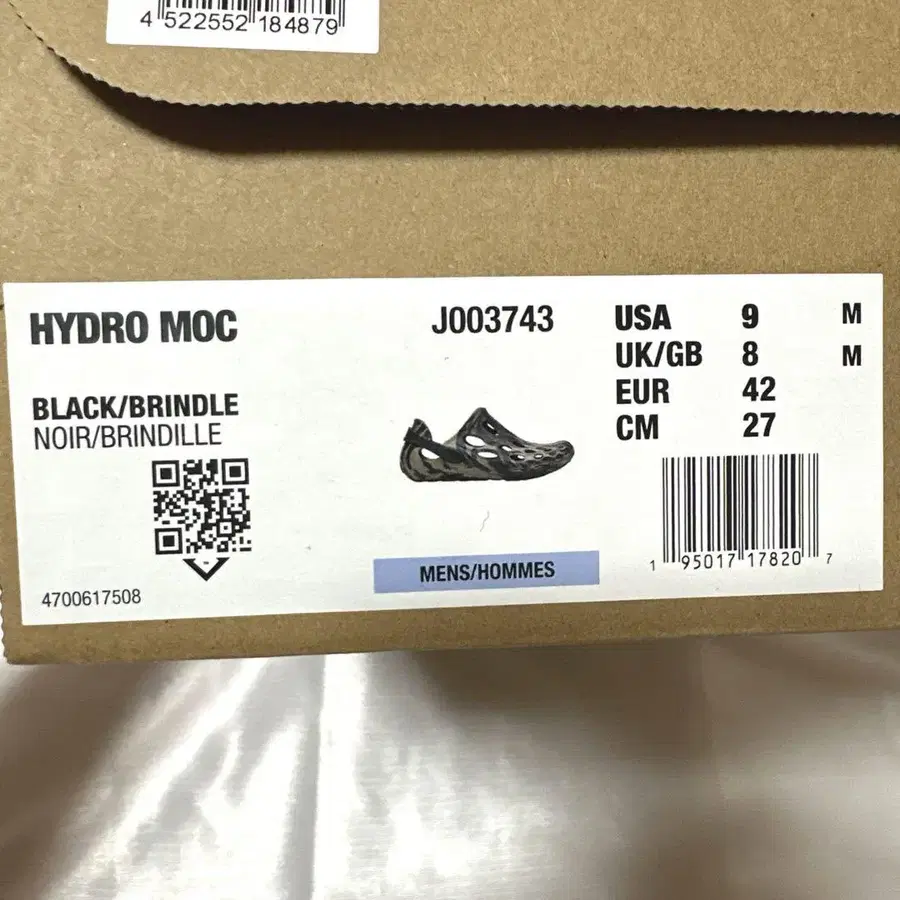 4 522552 184879
HYDRO MOC
J003743
BLACK/BRINDLE
NOIR/BRINDILLE
4700617508
MENS/HOMMES
USA 9 M
UK/GB 8 M
EUR 42
CM 27
1 95017 17820 7